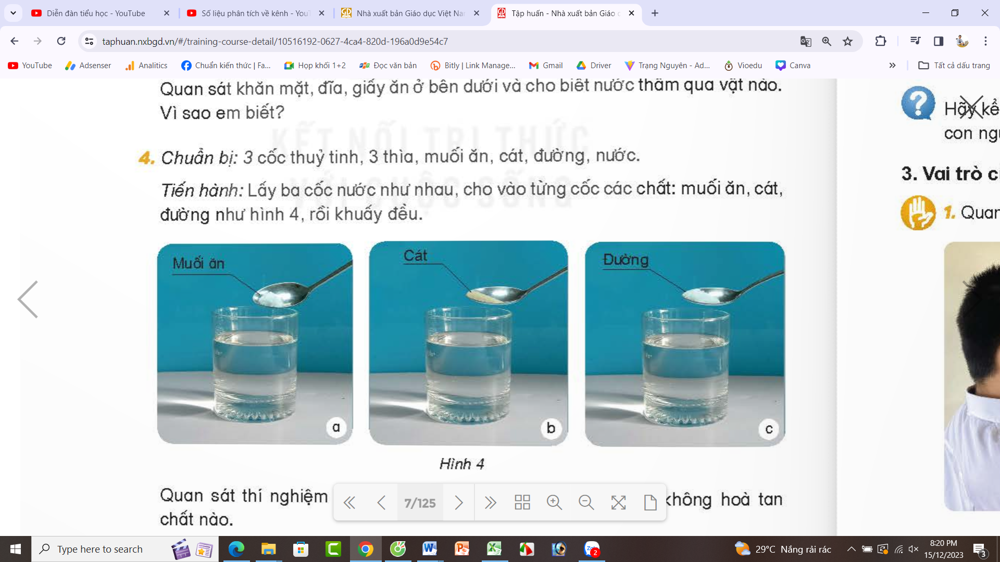 Diễn đàn tiểu học - YouTube
Số liệu phân tích về kênh - You
Nhà xuất bản Giáo dục Việt Na
Tập huấn - Nhà xuất bản Giáo
taphuan.nxbgd.vn/#/training-course-detail/10516192-0627-4ca4-820d-196a0d9e54c7
YouTube Adsenser Analitics Chuẩn kiến thức | Fa... Họp khối 1+2 Đọc văn bản Bitly | Link Manage... Gmail Driver Trạng Nguyên - Ad... Vioedu Canva » Tất cả dấu trang
Quan sát khăn mặt, đĩa, giấy ăn ở bên dưới và cho biết nước thấm qua vật nào.
Vì sao em biết?
KẾT NỐI TRI THỨC
VỚI CUỘC SỐNG
4. Chuẩn bị: 3 cốc thuỷ tinh, 3 thìa, muối ăn, cát, đường, nước.
Tiến hành: Lấy ba cốc nước như nhau, cho vào từng cốc các chất: muối ăn, cát,
đường như hình 4, rồi khuấy đều.
Muối ăn
a
Cát
b
Đường
c
Hình 4
Quan sát thí nghiệm
không hoà tan
chất nào.
7/125
? Hãy kể
con ng
3. Vai trò c
1. Quan
Type here to search
Zalo 2
29°C Nắng rải rác
8:20 PM
15/12/2023
3